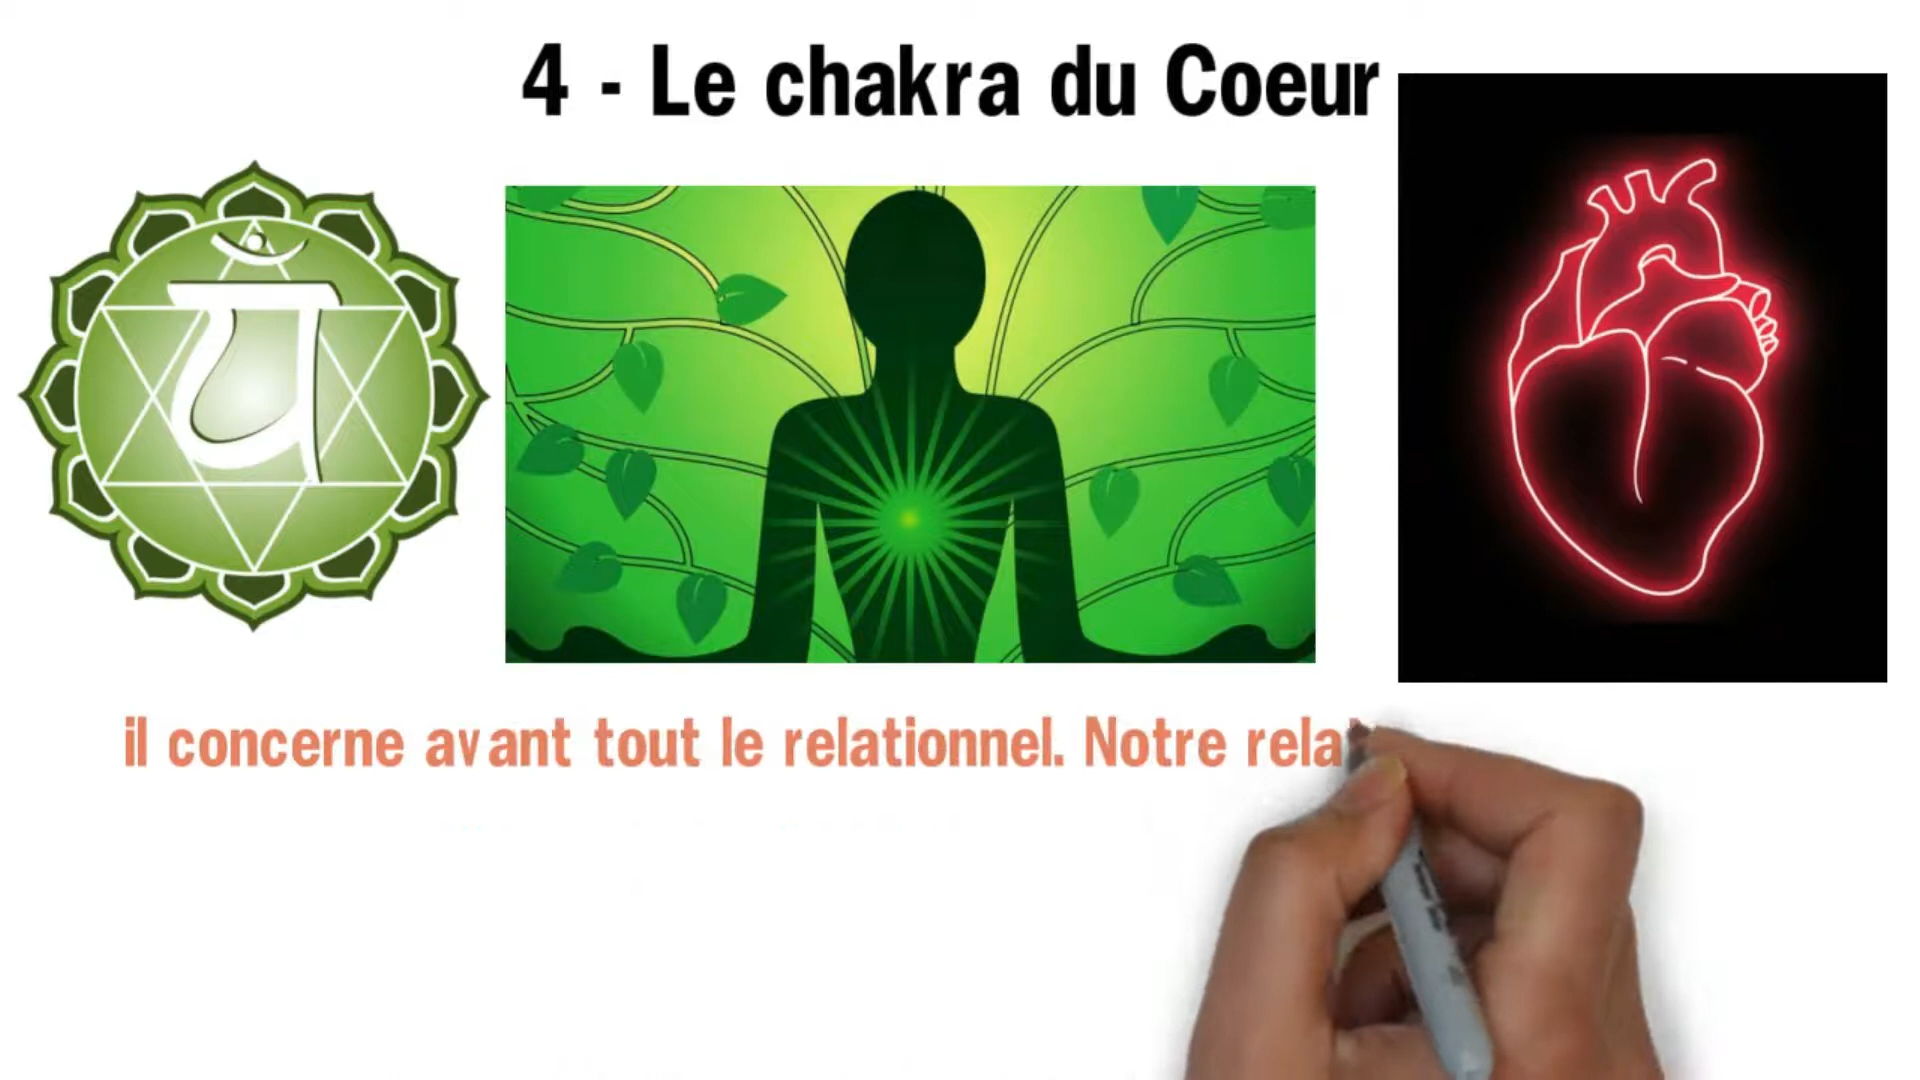 4 - Le chakra du Coeur
यं
il concerne avant tout le relationnel. Notre rela